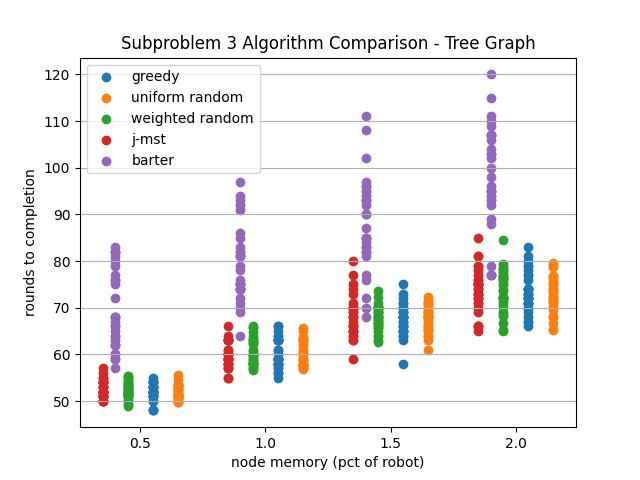 Subproblem 3 Algorithm Comparison - Tree Graph
greedy
uniform random
weighted random
j-mst
barter
rounds to completion
120
110
100
90
80
70
60
50
0.5 1.0 1.5 2.0
node memory (pct of robot)